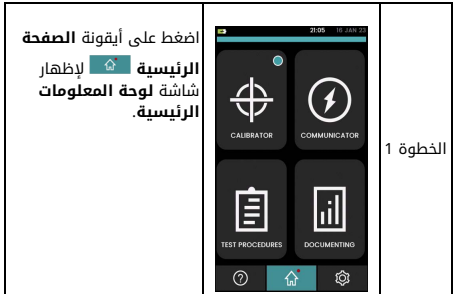 الخطوة 1
21:05 16 JAN 23
CALIBRATOR
COMMUNICATOR
TEST PROCEDURES
DOCUMENTING
اضغط على أيقونة الصفحة
الرئيسية لإظهار
شاشة لوحة المعلومات
الرئيسية.